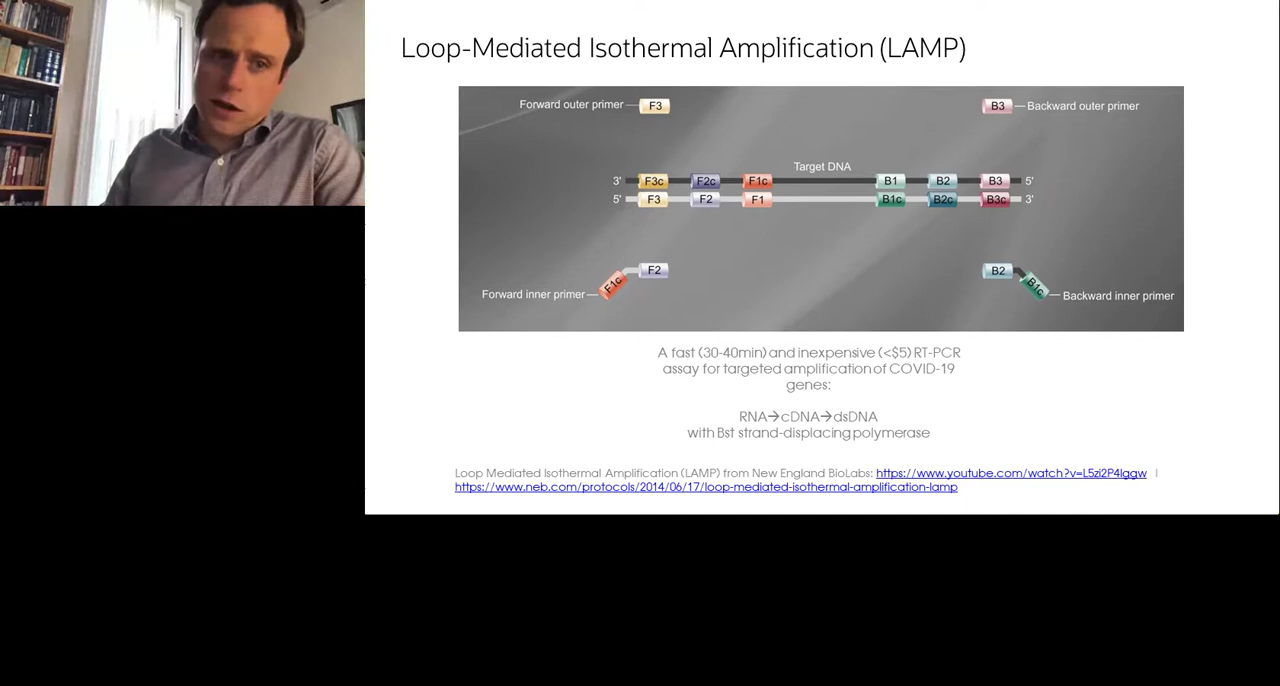 Loop-Mediated Isothermal Amplification (LAMP)
Forward outer primer F3 B3 Backward outer primer
Target DNA
3' F3c F2c F1c B1 B2 B3 5'
5' F3 F2 F1 B1c B2c B3c 3'
F2 B2
F1c B1c
Forward inner primer Backward inner primer
A fast (30-40min) and inexpensive (<$5) RT-PCR
assay for targeted amplification of COVID-19
genes:
RNA→cDNA→dsDNA
with Bst strand-displacing polymerase
Loop Mediated Isothermal Amplification (LAMP) from New England BioLabs: https://www.youtube.com/watch?v=L5zi2P4lggw |
https://www.neb.com/protocols/2014/06/17/loop-mediated-isothermal-amplification-lamp